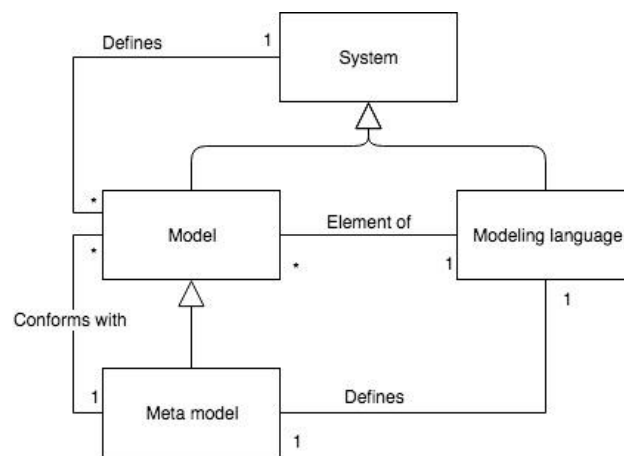 Defines
1
System
*
Model
Element of
Modeling language
*
*
1
1
Conforms with
1
Meta model
Defines
1